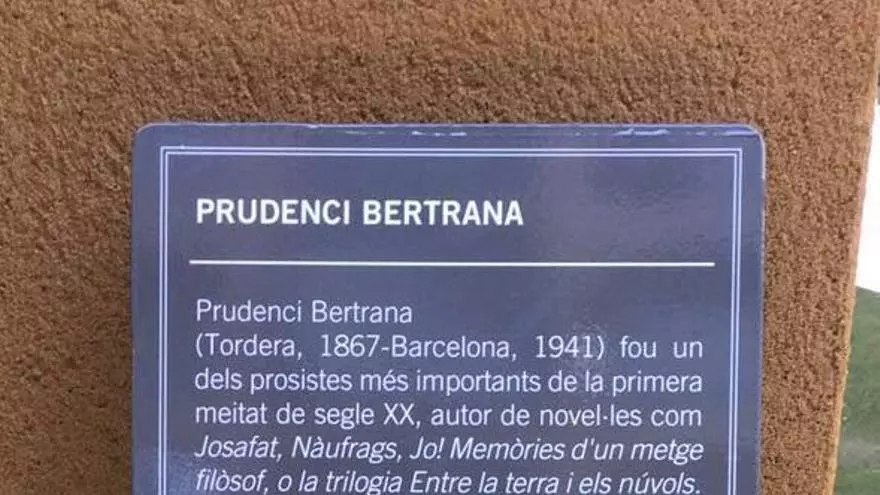 PRUDENCI BERTRANA
Prudenci Bertrana
(Tordera, 1867-Barcelona, 1941) fou un
dels prosistes més importants de la primera
meitat de segle XX, autor de novel·les com
Josafat, Nàufrags, Jo! Memòries d'un metge
filòsof, o la trilogia Entre la terra i els núvols.